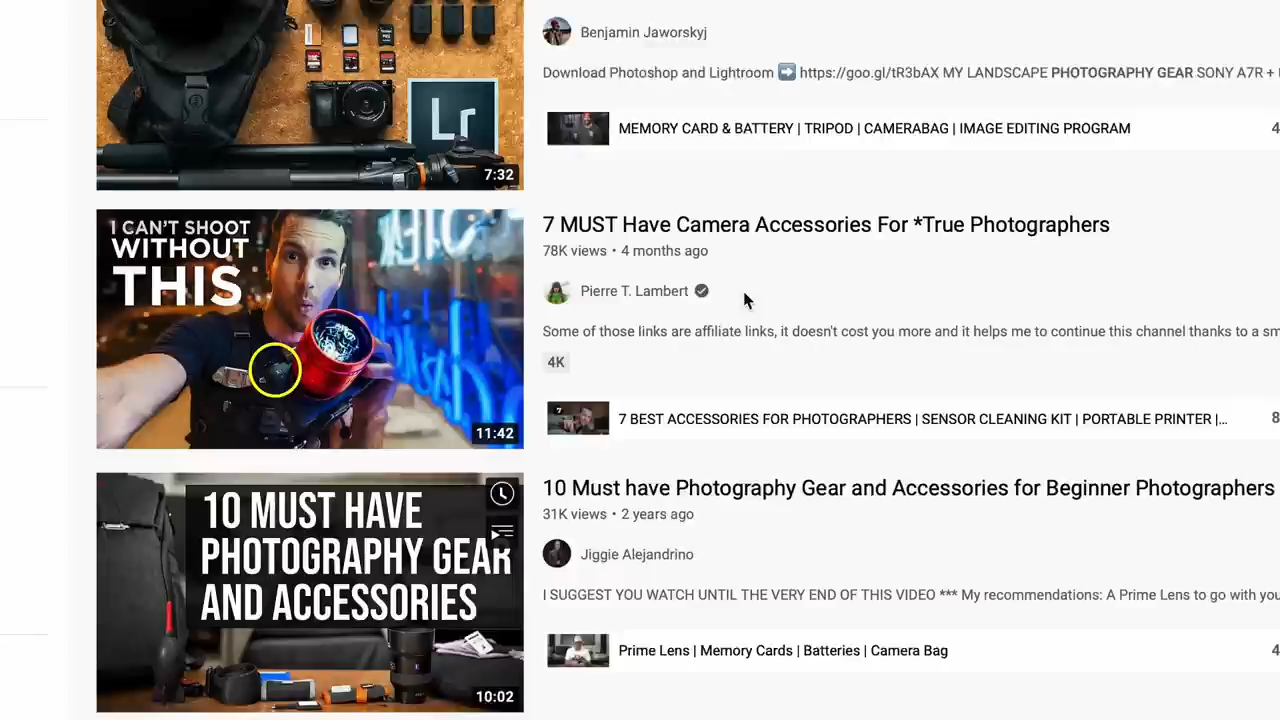 Benjamin Jaworskyj
Download Photoshop and Lightroom ➡️ https://goo.gl/tR3bAX MY LANDSCAPE PHOTOGRAPHY GEAR SONY A7R +
Lr
MEMORY CARD & BATTERY | TRIPOD | CAMERABAG | IMAGE EDITING PROGRAM
4
7:32
I CAN'T SHOOT
WITHOUT
THIS
11:42
7 MUST Have Camera Accessories For *True Photographers
78K views • 4 months ago
Pierre T. Lambert
Some of those links are affiliate links, it doesn't cost you more and it helps me to continue this channel thanks to a sm
4K
7 BEST ACCESSORIES FOR PHOTOGRAPHERS | SENSOR CLEANING KIT | PORTABLE PRINTER |...
8
10 MUST HAVE
PHOTOGRAPHY GEAR
AND ACCESSORIES
10:02
10 Must have Photography Gear and Accessories for Beginner Photographers
31K views • 2 years ago
Jiggie Alejandrino
I SUGGEST YOU WATCH UNTIL THE VERY END OF THIS VIDEO *** My recommendations: A Prime Lens to go with you
Prime Lens | Memory Cards | Batteries | Camera Bag
4